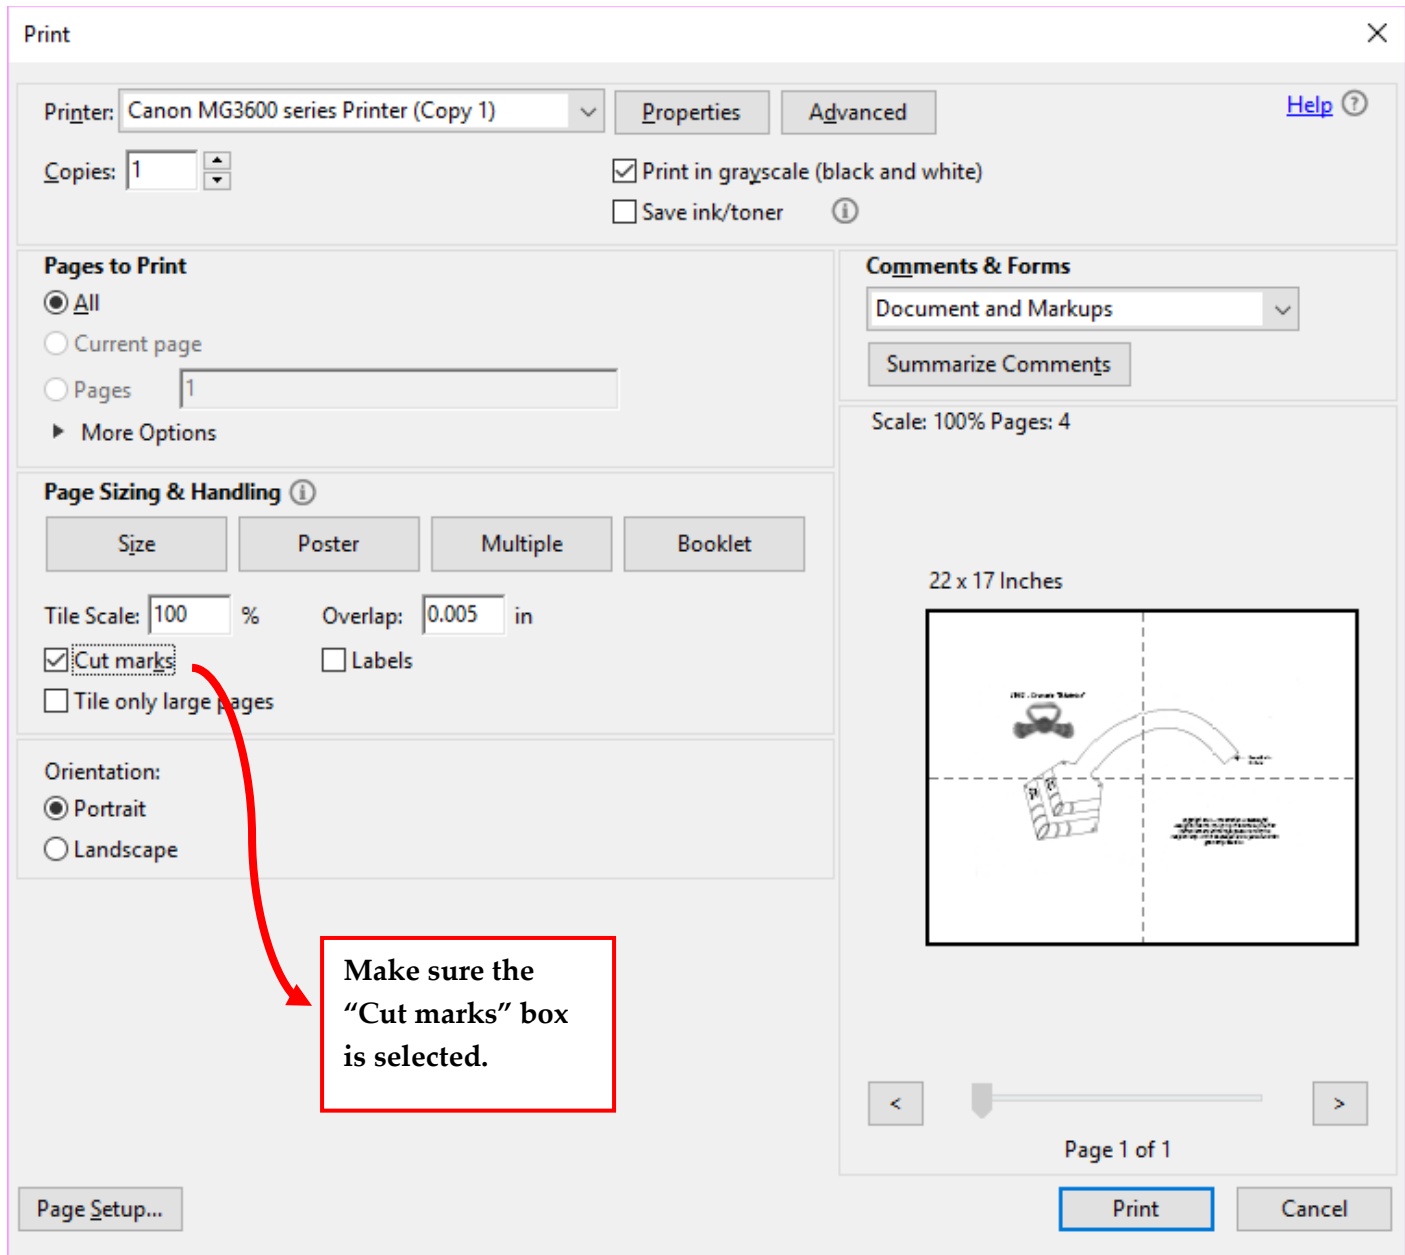 Print
Printer: Canon MG3600 series Printer (Copy 1) Properties Advanced Help
Copies: 1
Print in grayscale (black and white)
Save ink/toner
Pages to Print
All
Current page
Pages 1
More Options
Comments & Forms
Document and Markups
Summarize Comments
Page Sizing & Handling
Size Poster Multiple Booklet
Tile Scale: 100 % Overlap: 0.005 in
Cut marks Labels
Tile only large pages
Orientation:
Portrait
Landscape
Make sure the
“Cut marks” box
is selected.
Scale: 100% Pages: 4
22 x 17 Inches
< >
Page 1 of 1
Page Setup... Print Cancel